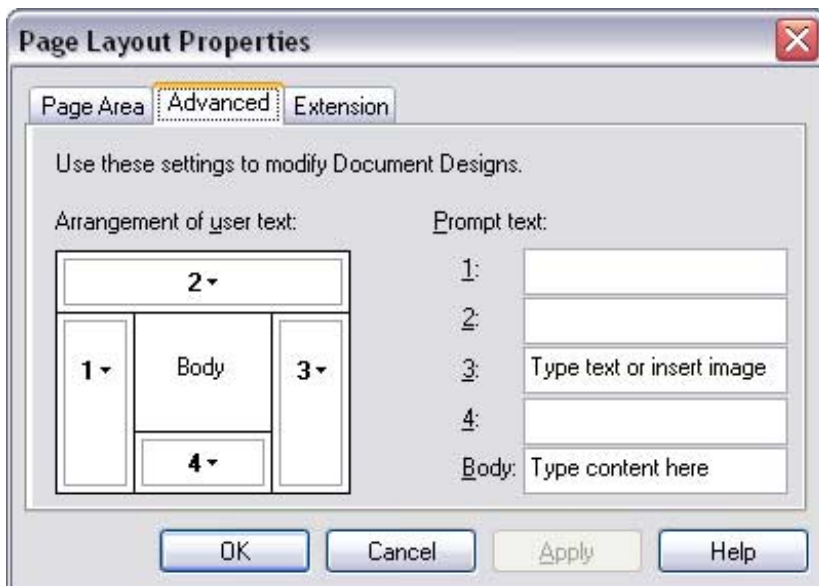 Page Layout Properties
Page Area Advanced Extension
Use these settings to modify Document Designs.
Arrangement of user text:
2
1 Body 3
4
Prompt text:
1:
2:
3: Type text or insert image
4:
Body: Type content here
OK Cancel Apply Help